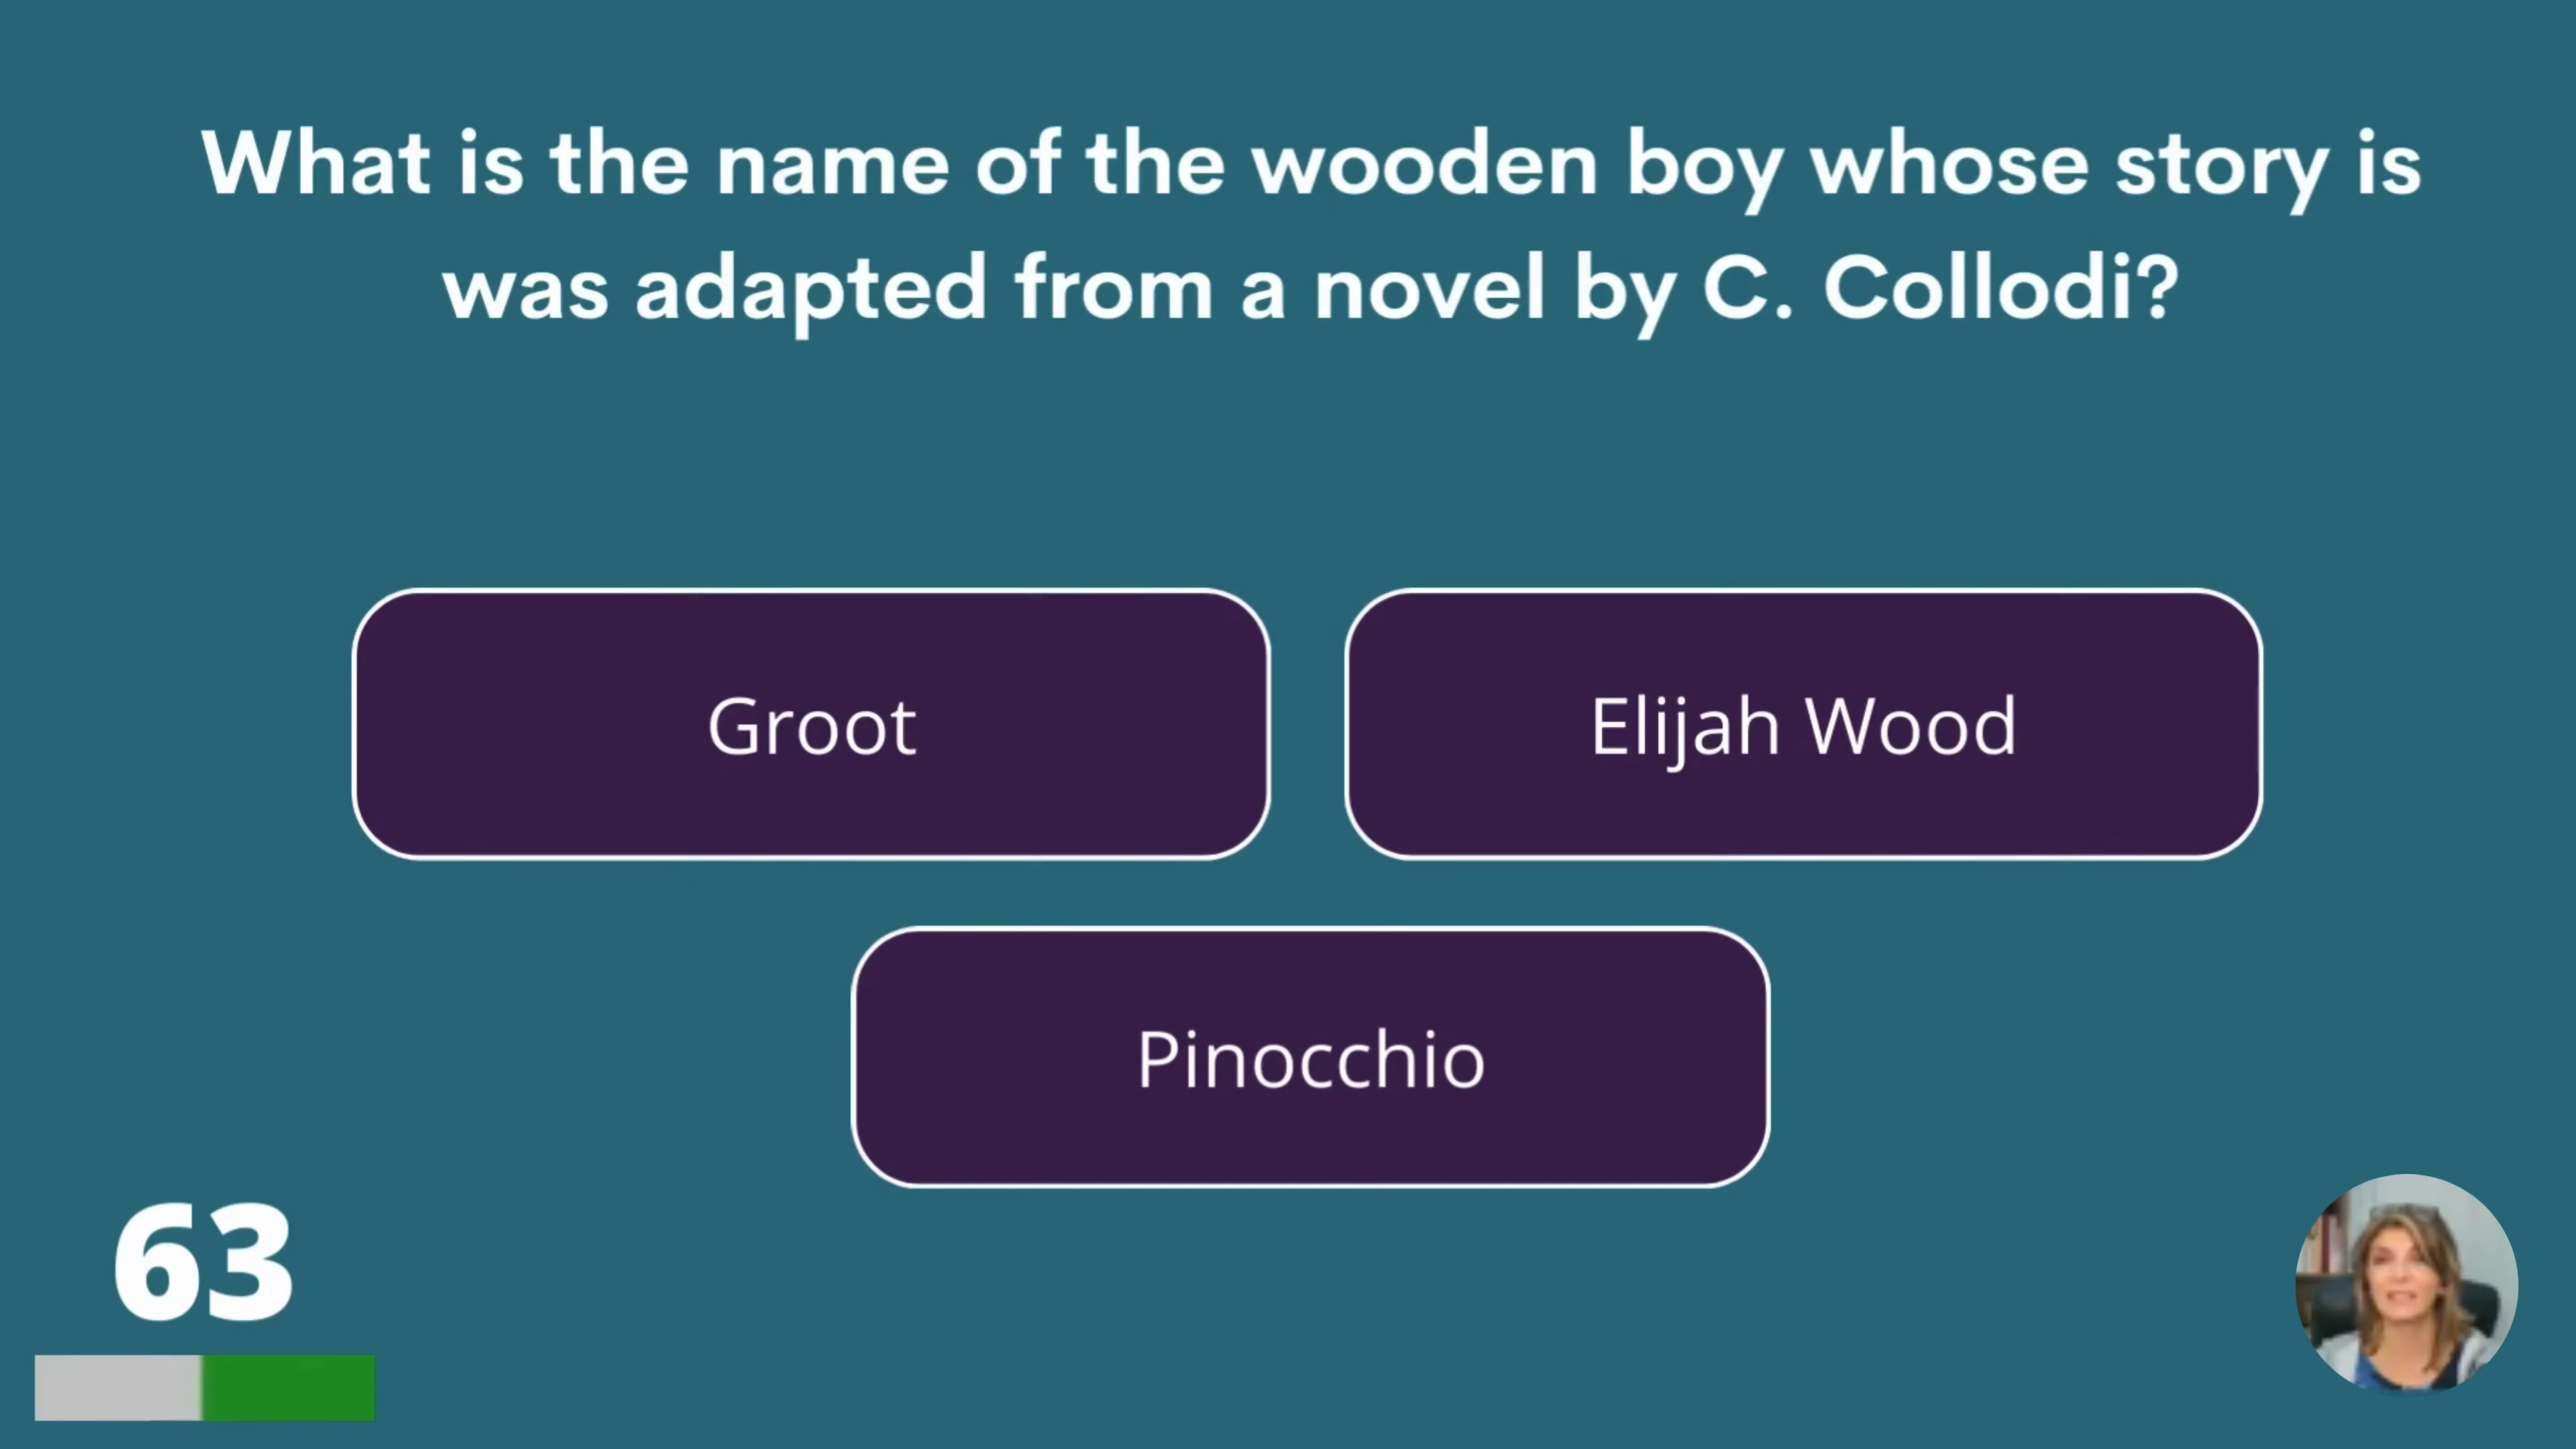 What is the name of the wooden boy whose story is
was adapted from a novel by C. Collodi?
Groot
Elijah Wood
Pinocchio
63